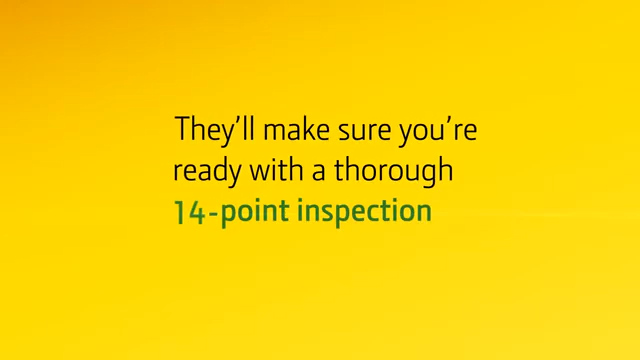 They’ll make sure you’re
ready with a thorough
14-point inspection